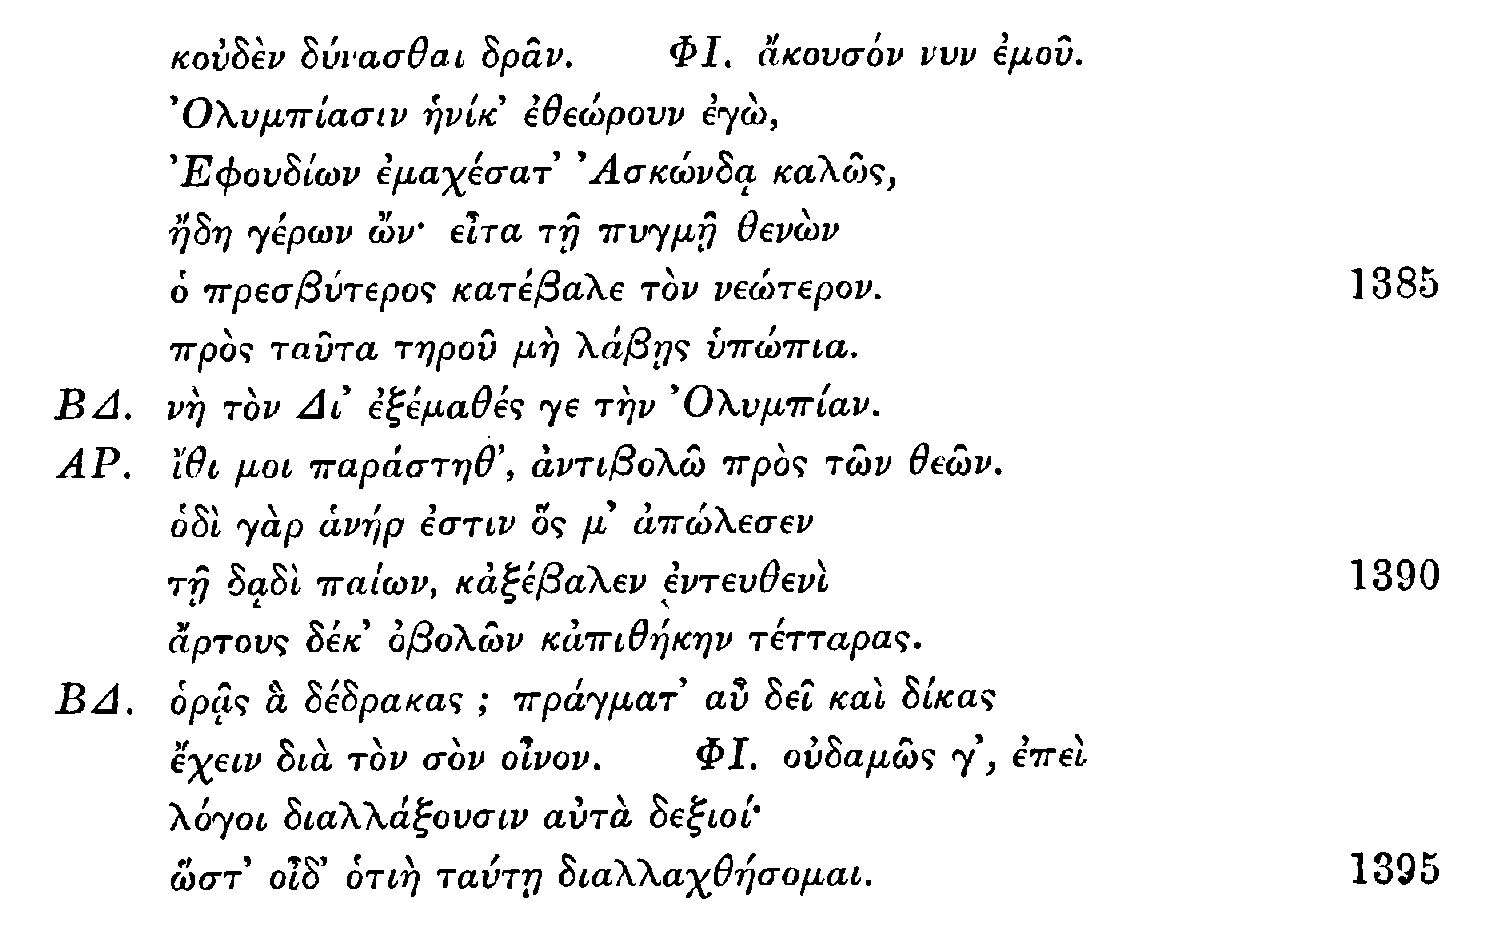 κοὐδὲν δύνασθαι δρᾶν. ΦΙ. ἄκουσόν νυν ἐμοῦ.
Ὀλυμπίασιν ἡνίκ’ ἐθεώρουν ἐγὼ,
Ἐφουδίων ἐμαχέσατ’ Ἀσκώνδᾳ καλῶς,
ἤδη γέρων ὤν· εἶτα τῇ πυγμῇ θενὼν
ὁ πρεσβύτερος κατέβαλε τὸν νεώτερον. 1385
πρὸς ταῦτα τηροῦ μὴ λάβῃς ὑπώπια.
ΒΔ. νὴ τὸν Δι’ ἐξέμαθές γε τὴν Ὀλυμπίαν.
ΑΡ. ἴθι μοι παράστηθ’, ἀντιβολῶ πρὸς τῶν θεῶν.
ὁδὶ γὰρ ἁνήρ ἐστιν ὅς μ’ ἀπώλεσεν
τῇ δᾳδὶ παίων, κἀξέβαλεν ἐντευθενὶ 1390
ἄρτους δέκ’ ὀβολῶν κἀπιθήκην τέτταρας.
ΒΔ. ὁρᾷς ἃ δέδρακας ; πράγματ’ αὖ δεῖ καὶ δίκας
ἔχειν διὰ τὸν σὸν οἶνον. ΦΙ. οὐδαμῶς γ’, ἐπεὶ
λόγοι διαλλάξουσιν αὐτὰ δεξιοί·
ὥστ’ οἶδ’ ὁτιὴ ταύτῃ διαλλαχθήσομαι. 1395